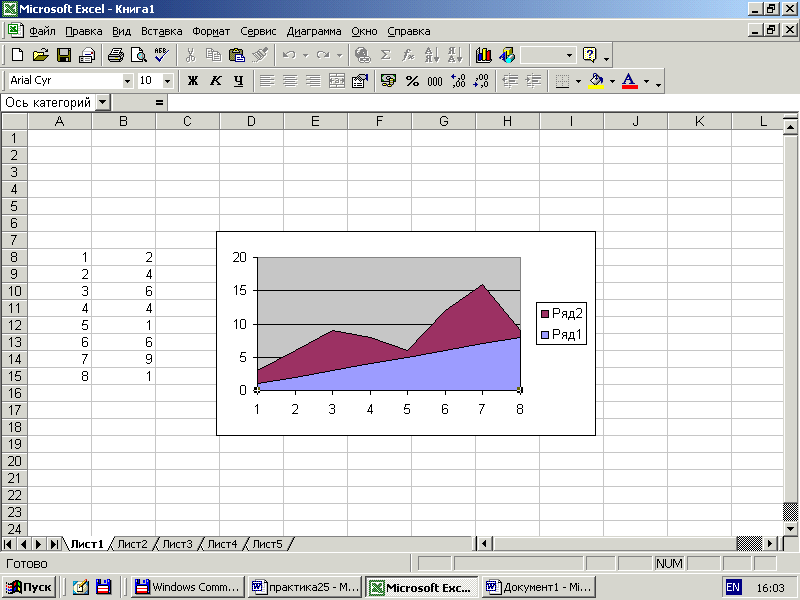 Microsoft Excel - Книга1
Файл Правка Вид Вставка Формат Сервис Диаграмма Окно Справка
Arial Cyr 10 Ж К Ч % 000
Ось категорий =
A B C D E F G H I J K L
1
2
3
4
5
6
7
8 1 2
9 2 4
10 3 6
11 4 4
12 5 1
13 6 6
14 7 9
15 8 1
16
17
18
19
20
21
22
23
24
20
15
10
5
0
1 2 3 4 5 6 7 8
Ряд2
Ряд1
Лист1 Лист2 Лист3 Лист4 Лист5
Готово NUM
Пуск Windows Comm... практика25 - M... Microsoft Exc... Документ1 - Mi... EN 16:03